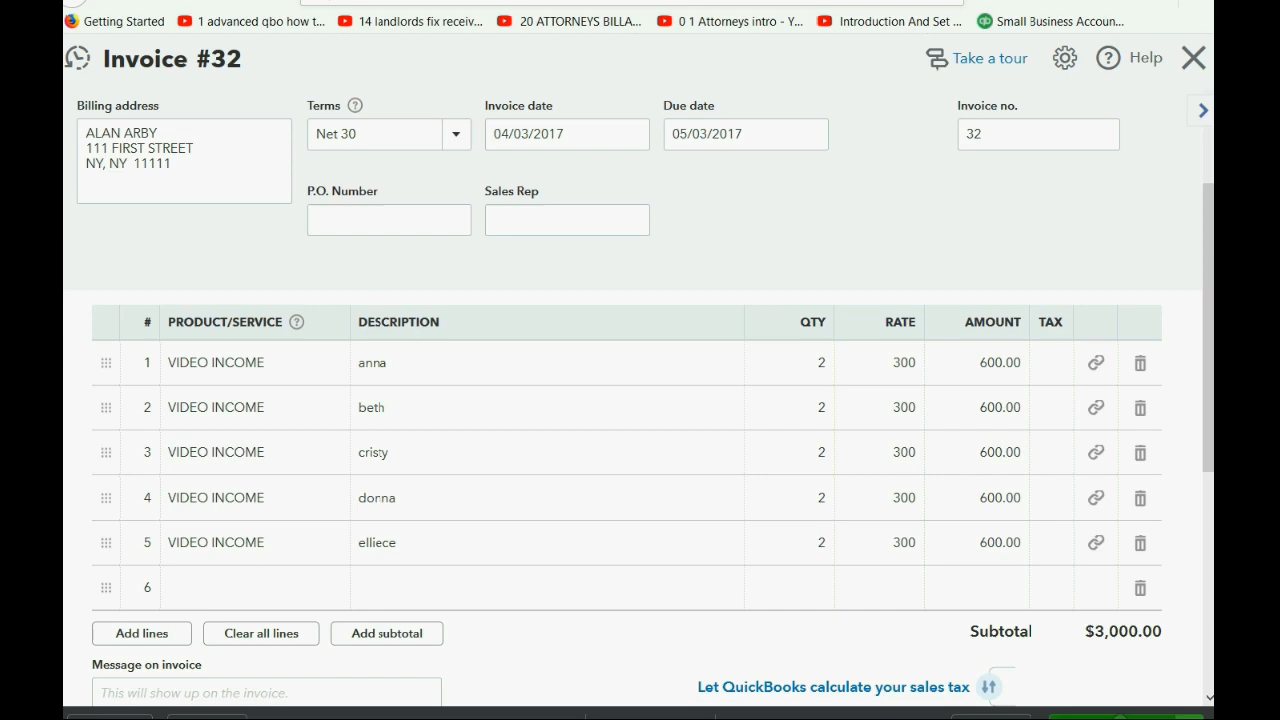 Getting Started 1 advanced qbo how t... 14 landlords fix receiv... 20 ATTORNEYS BILLA... 0 1 Attorneys intro - Y... Introduction And Set ... Small Business Accoun...
Invoice #32 Take a tour Help
Billing address Terms Invoice date Due date Invoice no.
ALAN ARBY
111 FIRST STREET
NY, NY 11111
Net 30 04/03/2017 05/03/2017 32
P.O. Number Sales Rep
# PRODUCT/SERVICE DESCRIPTION QTY RATE AMOUNT TAX
1 VIDEO INCOME anna 2 300 600.00
2 VIDEO INCOME beth 2 300 600.00
3 VIDEO INCOME cristy 2 300 600.00
4 VIDEO INCOME donna 2 300 600.00
5 VIDEO INCOME elliece 2 300 600.00
6
Add lines Clear all lines Add subtotal Subtotal $3,000.00
Message on invoice
This will show up on the invoice. Let QuickBooks calculate your sales tax